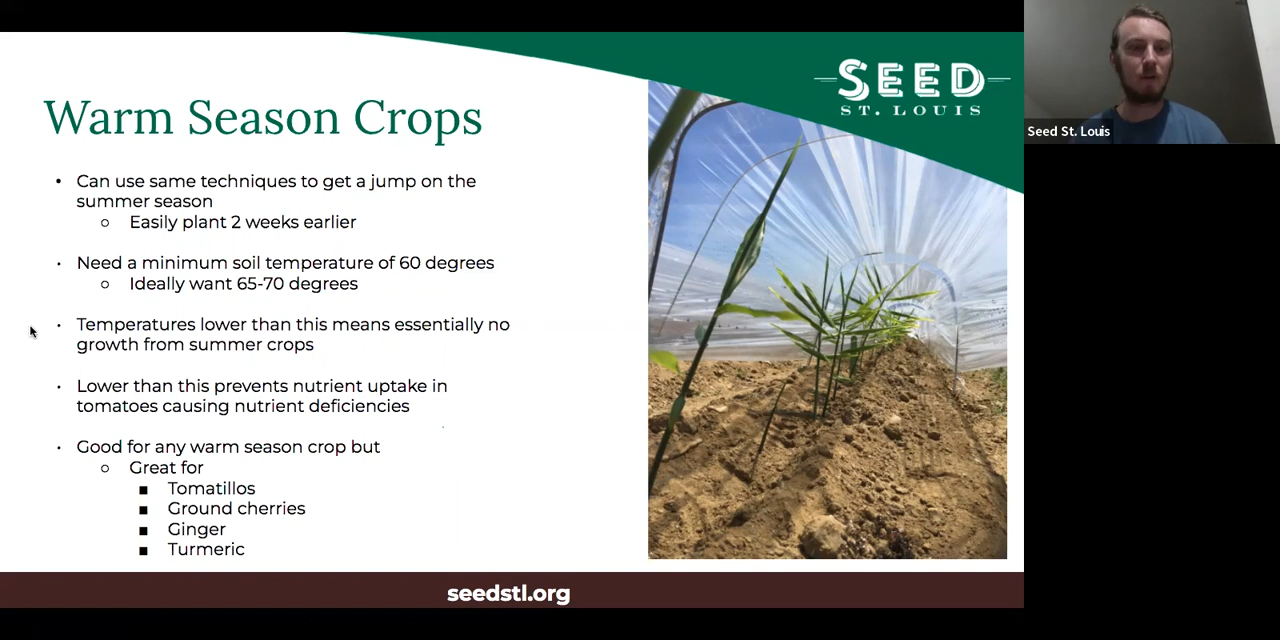 SEED
ST. LOUIS
Seed St. Louis
Warm Season Crops
• Can use same techniques to get a jump on the
summer season
○ Easily plant 2 weeks earlier
• Need a minimum soil temperature of 60 degrees
○ Ideally want 65-70 degrees
• Temperatures lower than this means essentially no
growth from summer crops
• Lower than this prevents nutrient uptake in
tomatoes causing nutrient deficiencies
• Good for any warm season crop but
○ Great for
■ Tomatillos
■ Ground cherries
■ Ginger
■ Turmeric
seedstl.org